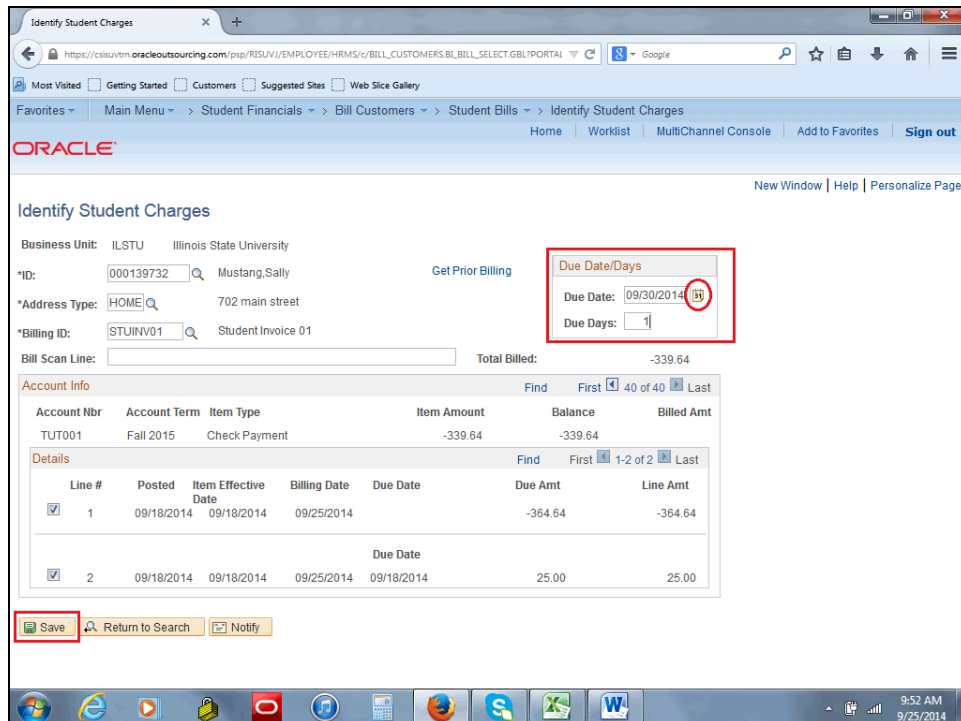 Identify Student Charges × +
https://csisuvtrn.oracleoutsourcing.com/psp/RISUVJ/EMPLOYEE/HRMS/c/BILL_CUSTOMERS.BI_BILL_SELECT.GBL?PORTAL
8 - Google
Most Visited Getting Started Customers Suggested Sites Web Slice Gallery
Favorites Main Menu > Student Financials > Bill Customers > Student Bills > Identify Student Charges
Home Worklist MultiChannel Console Add to Favorites Sign out
ORACLE
New Window | Help | Personalize Page
Identify Student Charges
Business Unit: ILSTU Illinois State University
*ID: 000139732 Mustang,Sally Get Prior Billing
Due Date/Days
Due Date: 09/30/2014 31
*Address Type: HOME 702 main street
Due Days: 1
*Billing ID: STUINV01 Student Invoice 01
Bill Scan Line: Total Billed: -339.64
Account Info Find First 40 of 40 Last
Account Nbr Account Term Item Type Item Amount Balance Billed Amt
TUT001 Fall 2015 Check Payment -339.64 -339.64
Details Find First 1-2 of 2 Last
Line # Posted Item Effective Date Billing Date Due Date Due Amt Line Amt
1 09/18/2014 09/18/2014 09/25/2014 -364.64 -364.64
Due Date
2 09/18/2014 09/18/2014 09/25/2014 09/18/2014 25.00 25.00
Save Return to Search Notify
9:52 AM
9/25/2014